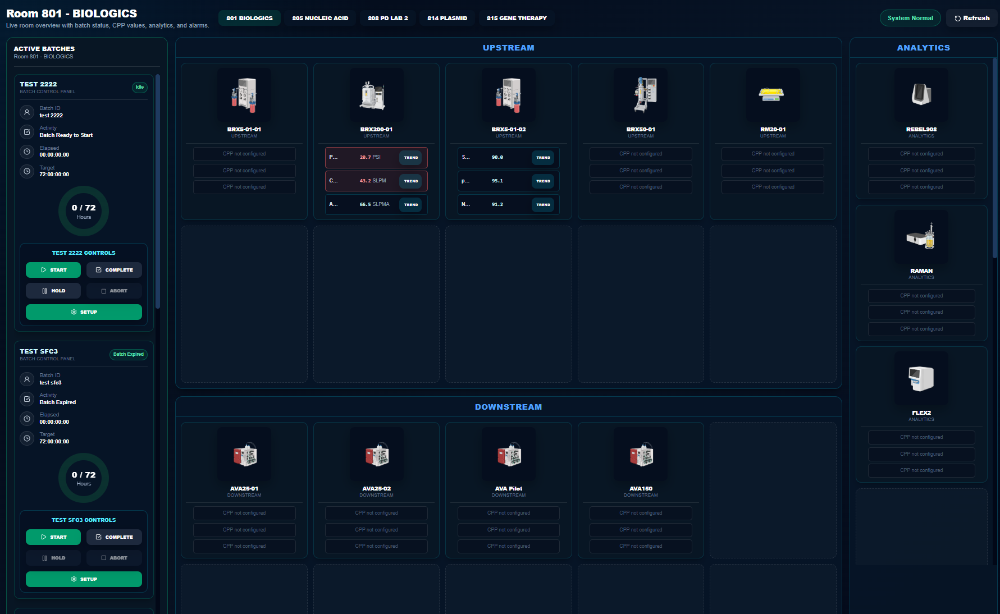 Room 801 - BIOLOGICS
Live room overview with batch status, CPP values, analytics, and alarms.
801 BIOLOGICS
805 NUCLEIC ACID
808 PD LAB 2
814 PLASMID
815 GENE THERAPY
System Normal
Refresh
ACTIVE BATCHES
Room 801 - BIOLOGICS
TEST 2222
BATCH CONTROL PANEL
Idle
Batch ID
test 2222
Activity
Batch Ready to Start
Elapsed
00:00:00:00
Target
72:00:00:00
0 / 72
Hours
TEST 2222 CONTROLS
START
COMPLETE
HOLD
ABORT
SETUP
TEST SFC3
BATCH CONTROL PANEL
Batch Expired
Batch ID
test sfc3
Activity
Batch Expired
Elapsed
00:00:00:00
Target
72:00:00:00
0 / 72
Hours
TEST SFC3 CONTROLS
START
COMPLETE
HOLD
ABORT
SETUP
UPSTREAM
BRX5-01-01
UPSTREAM
CPP not configured
CPP not configured
CPP not configured
BRX200-01
UPSTREAM
P... 20.7 PSI TREND
C... 43.2 SLPM TREND
A... 66.5 SLPMA TREND
BRX5-01-02
UPSTREAM
S... 90.0 TREND
p... 95.1 TREND
N... 91.2 TREND
BRX50-01
UPSTREAM
CPP not configured
CPP not configured
CPP not configured
RM20-01
UPSTREAM
CPP not configured
CPP not configured
CPP not configured
DOWNSTREAM
AVA25-01
DOWNSTREAM
CPP not configured
CPP not configured
CPP not configured
AVA25-02
DOWNSTREAM
CPP not configured
CPP not configured
CPP not configured
AVA Pilot
DOWNSTREAM
CPP not configured
CPP not configured
CPP not configured
AVA150
DOWNSTREAM
CPP not configured
CPP not configured
CPP not configured
ANALYTICS
REBEL908
ANALYTICS
CPP not configured
CPP not configured
CPP not configured
RAMAN
ANALYTICS
CPP not configured
CPP not configured
CPP not configured
FLEX2
ANALYTICS
CPP not configured
CPP not configured
CPP not configured